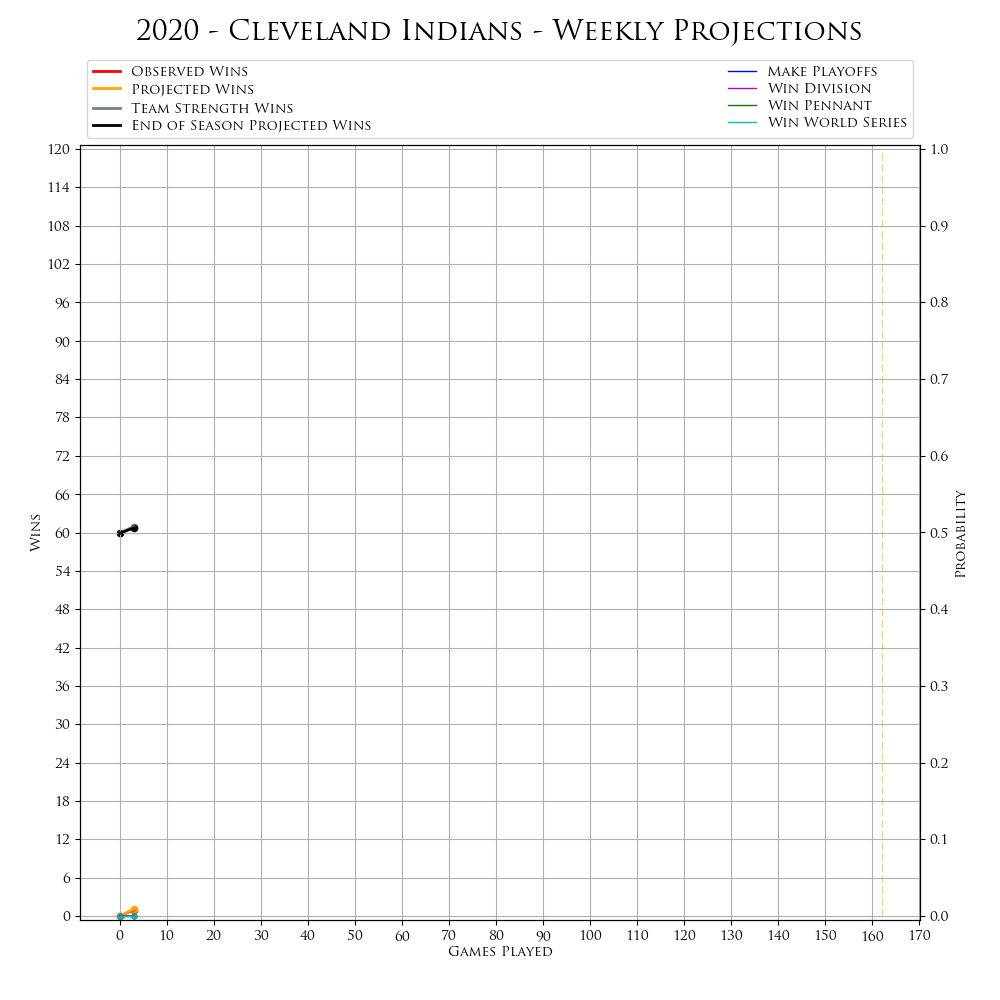 2020 - Cleveland Indians - Weekly Projections
Observed Wins
Projected Wins
Team Strength Wins
End of Season Projected Wins
Make Playoffs
Win Division
Win Pennant
Win World Series
120
114
108
102
96
90
84
78
72
66
60
54
48
42
36
30
24
18
12
6
0
Wins
1.0
0.9
0.8
0.7
0.6
0.5
0.4
0.3
0.2
0.1
0.0
Probability
0 10 20 30 40 50 60 70 80 90 100 110 120 130 140 150 160 170
Games Played